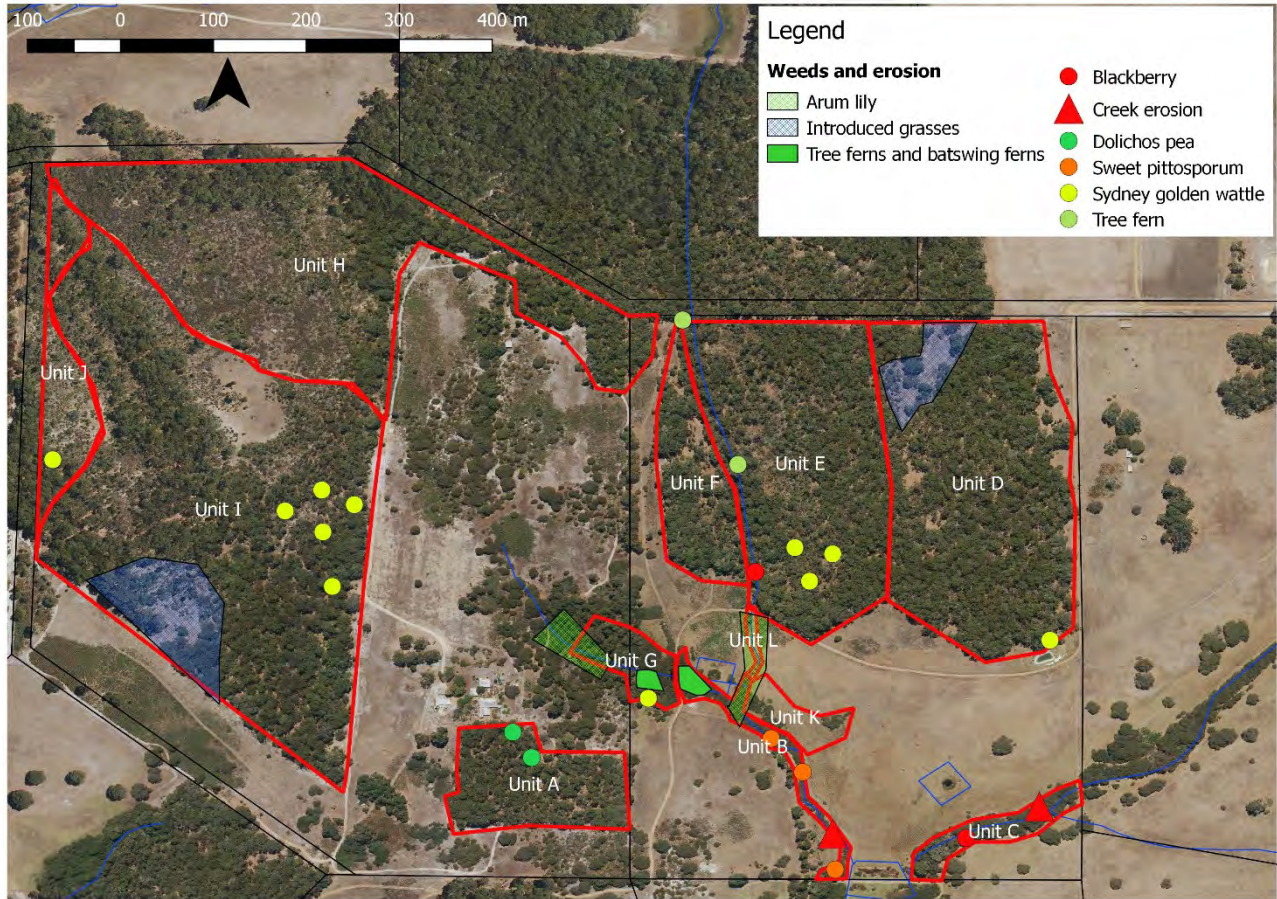 100 0 100 200 300 400 m
Legend
Weeds and erosion
Arum lily
Introduced grasses
Tree ferns and batswing ferns
Blackberry
Creek erosion
Dolichos pea
Sweet pittosporum
Sydney golden wattle
Tree fern
Unit H
Unit J
Unit I
Unit F
Unit E
Unit D
Unit G
Unit L
Unit K
Unit B
Unit A
Unit C